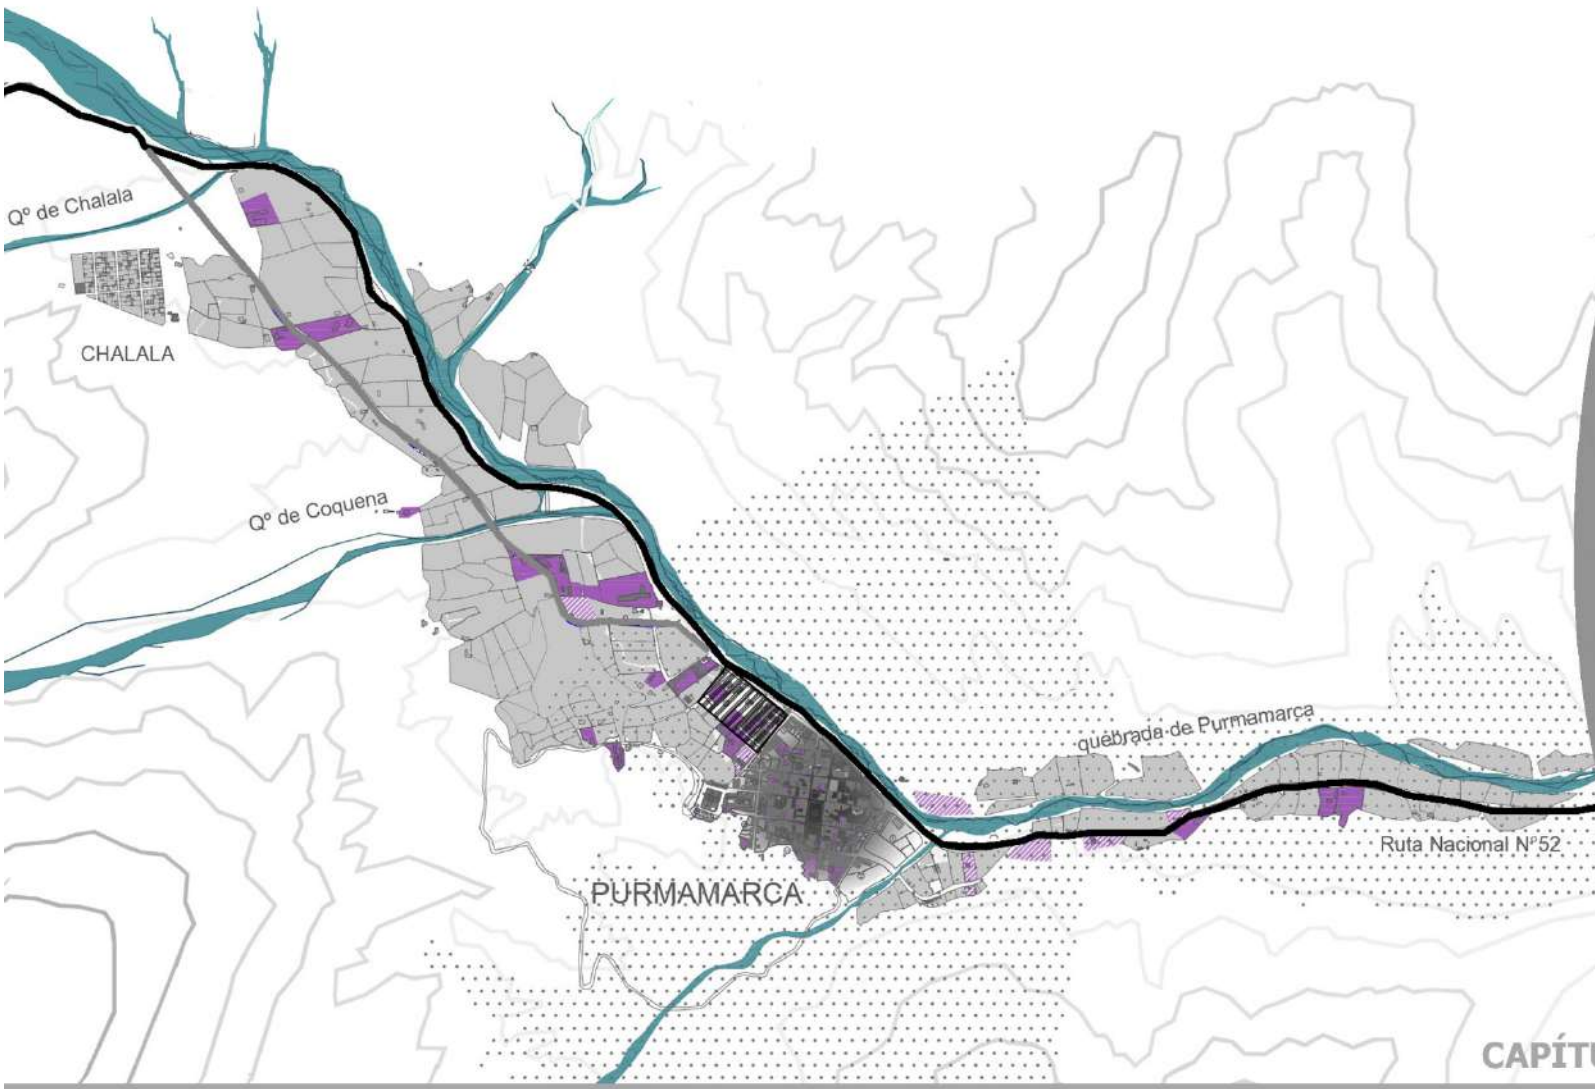 Qº de Chalala
CHALALA
Qº de Coquena
quebrada de Purmamarca
Ruta Nacional Nº52
PURMAMARCA
CAPÍTU